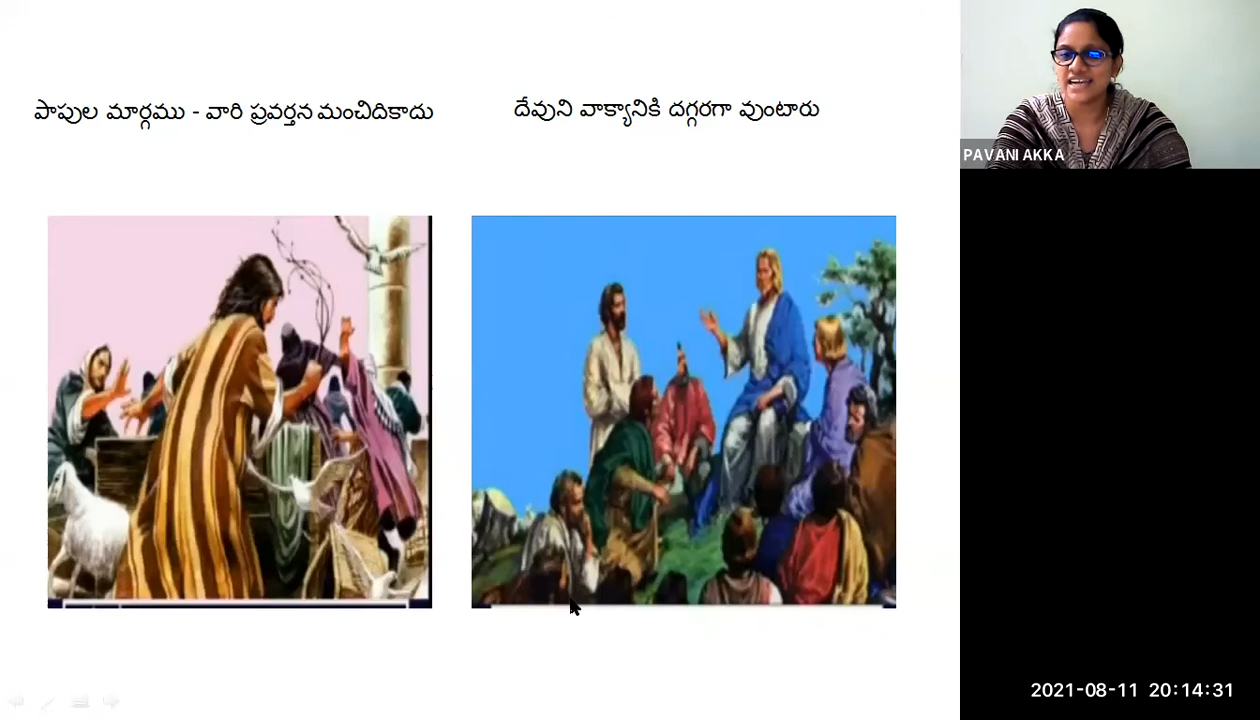 పాపుల మార్గము - వారి ప్రవర్తన మంచిదికాదు
దేవుని వాక్యానికి దగ్గరగా వుంటారు
PAVANI AKKA
2021-08-11 20:14:31